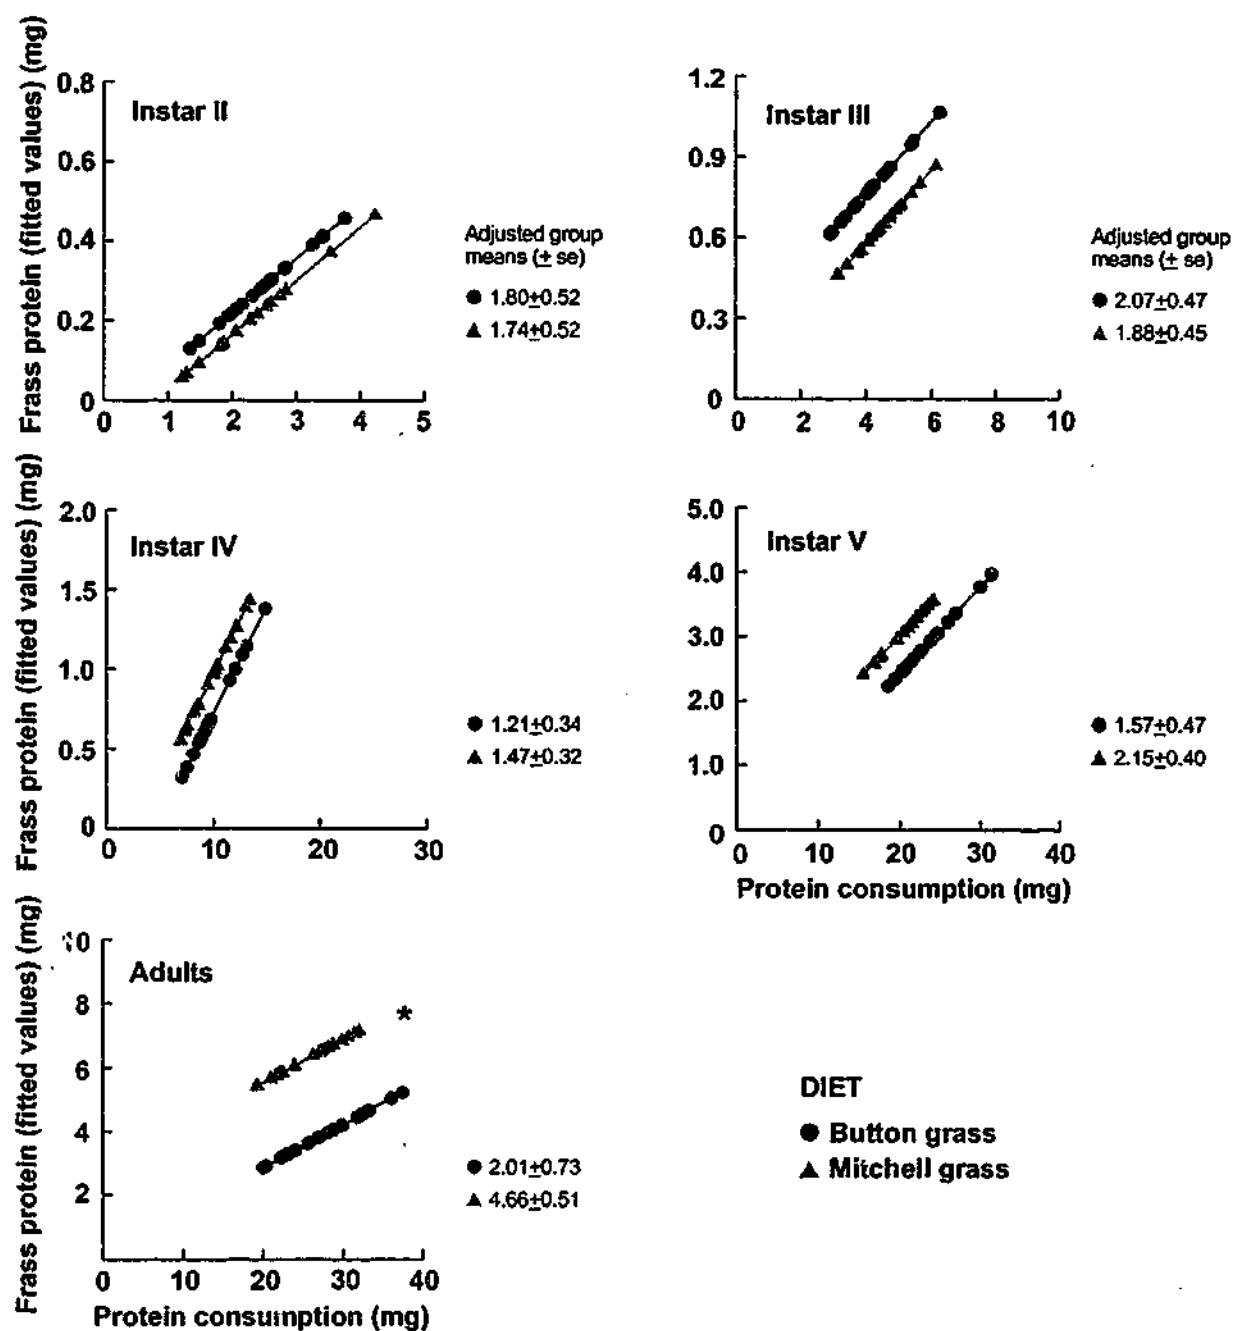 Frass protein (fitted values) (mg)
0.8
0.6
0.4
0.2
0
Instar II
0 1 2 3 4 5
Adjusted group
means (± se)
● 1.80±0.52
▲ 1.74±0.52
1.2
0.9
0.6
0.3
0
Instar III
0 2 4 6 8 10
Adjusted group
means (± se)
● 2.07±0.47
▲ 1.88±0.45
Frass protein (fitted values) (mg)
2.0
1.5
1.0
0.5
0
Instar IV
0 10 20 30
● 1.21±0.34
▲ 1.47±0.32
5.0
4.0
3.0
2.0
1.0
0
Instar V
0 10 20 30 40
Protein consumption (mg)
● 1.57±0.47
▲ 2.15±0.40
Frass protein (fitted values) (mg)
10
8
6
4
2
Adults
*
0 10 20 30 40
Protein consumption (mg)
● 2.01±0.73
▲ 4.66±0.51
DIET
● Button grass
▲ Mitchell grass